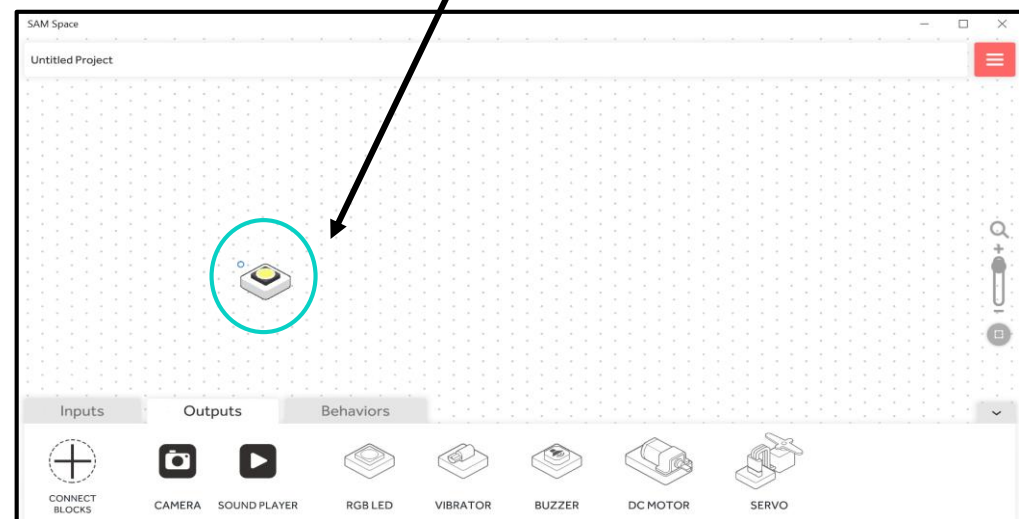 SAM Space
Untitled Project
Inputs Outputs Behaviors
CONNECT BLOCKS CAMERA SOUND PLAYER RGB LED VIBRATOR BUZZER DC MOTOR SERVO